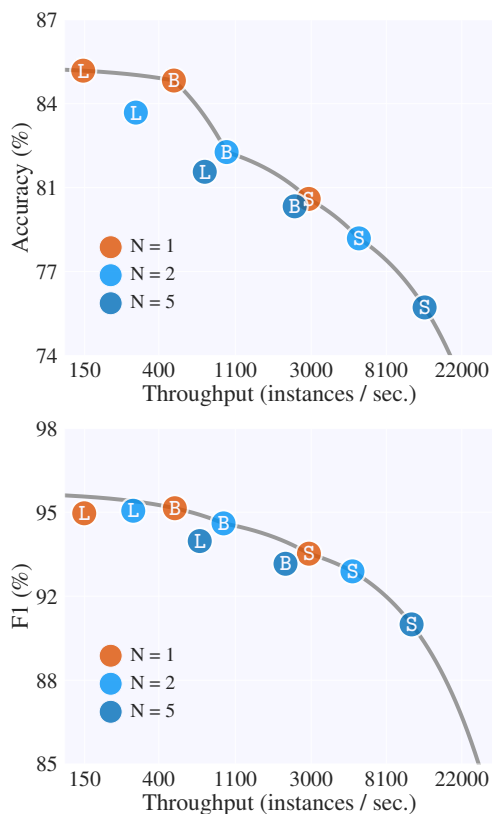 87
84
81
77
74
Accuracy (%)
L
B
L
B
L
S
B
S
S
N = 1
N = 2
N = 5
150 400 1100 3000 8100 22000
Throughput (instances / sec.)
98
95
92
88
85
F1 (%)
L
L
B
B
L
S
B
S
S
N = 1
N = 2
N = 5
150 400 1100 3000 8100 22000
Throughput (instances / sec.)